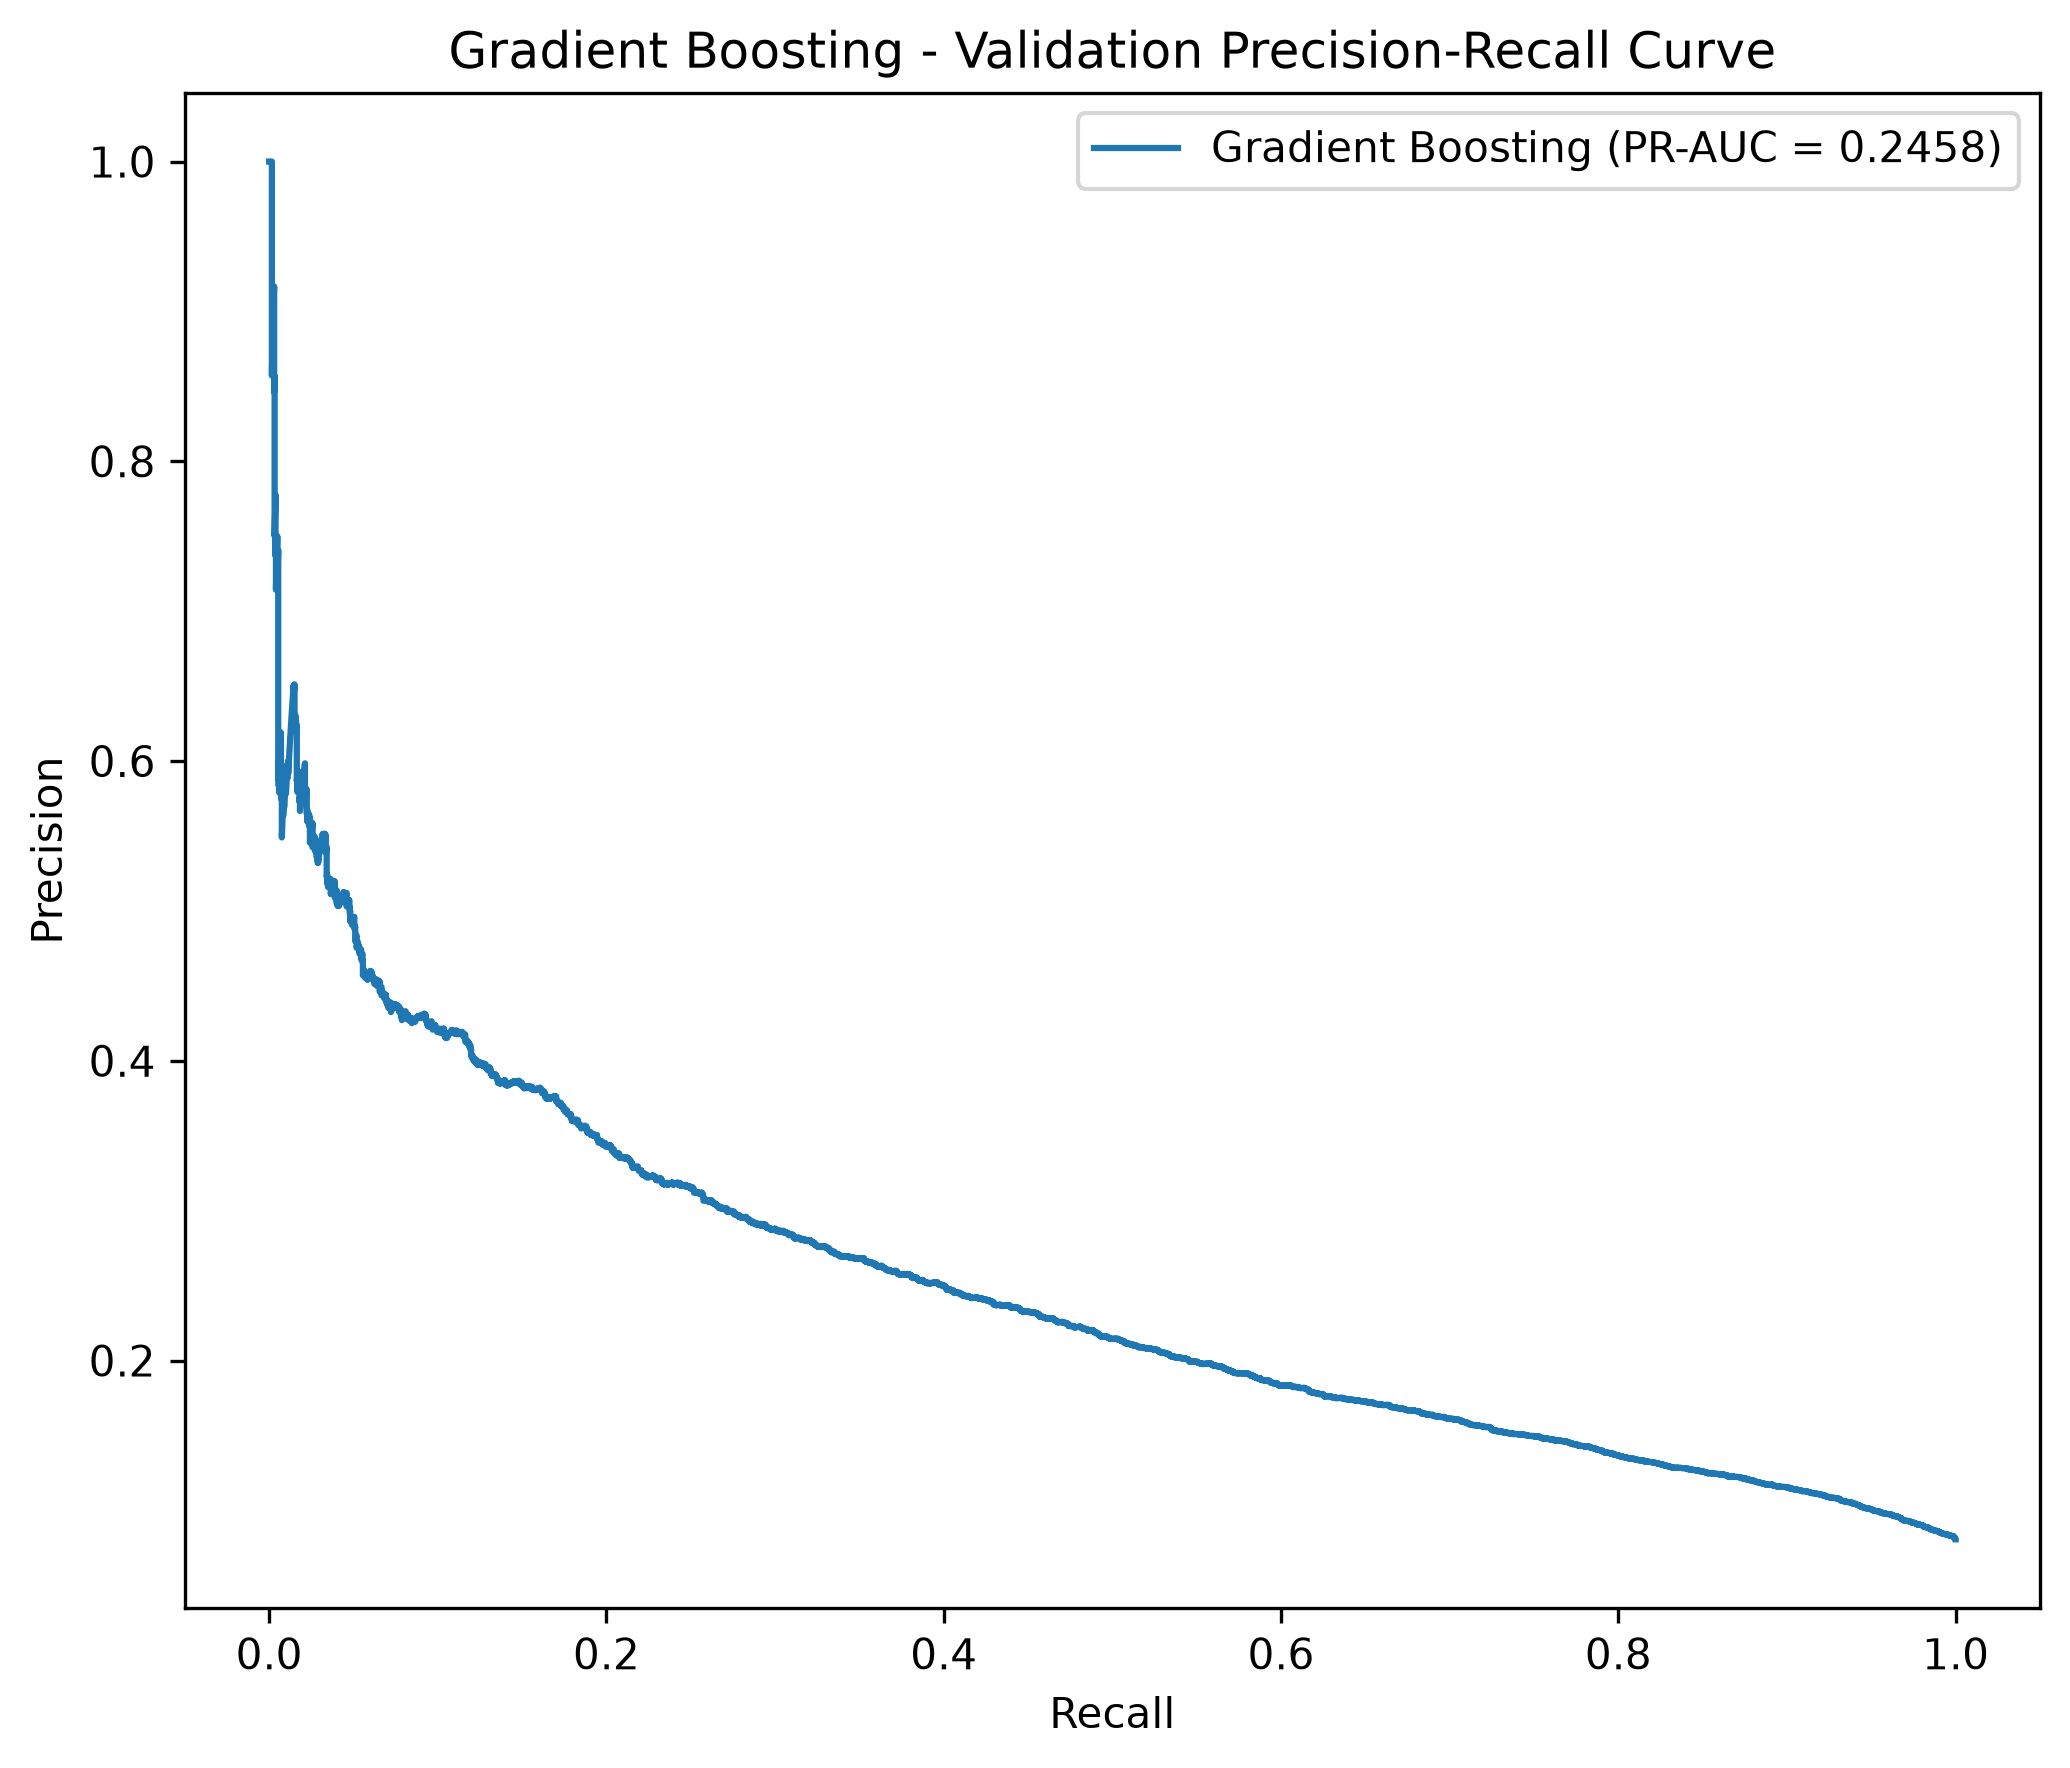 Gradient Boosting - Validation Precision-Recall Curve
Gradient Boosting (PR-AUC = 0.2458)
1.0
0.8
0.6
0.4
0.2
Precision
0.0 0.2 0.4 0.6 0.8 1.0
Recall